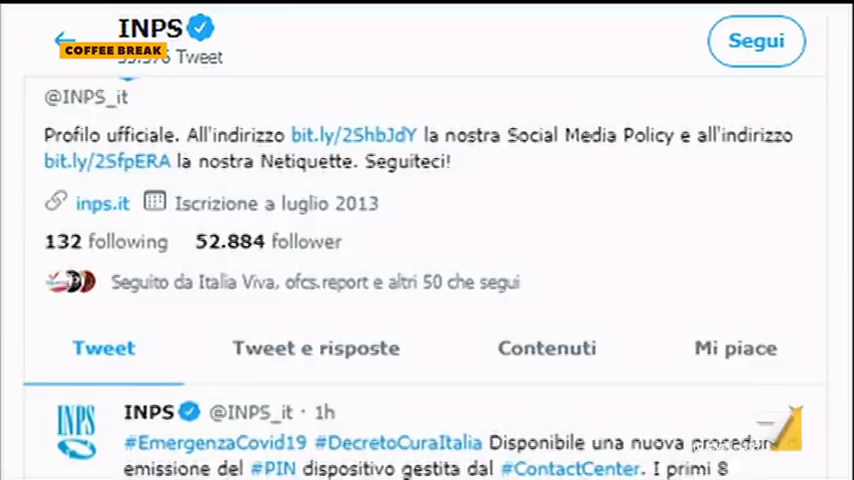 INPS
COFFEE BREAK
Tweet
Segui
@INPS_it
Profilo ufficiale. All'indirizzo bit.ly/2ShbJdY la nostra Social Media Policy e all'indirizzo
bit.ly/2SfpERA la nostra Netiquette. Seguiteci!
inps.it Iscrizione a luglio 2013
132 following 52.884 follower
Seguito da Italia Viva, ofcs.report e altri 50 che segui
Tweet Tweet e risposte Contenuti Mi piace
INPS
INPS @INPS_it · 1h
#EmergenzaCovid19 #DecretoCuraItalia Disponibile una nuova procedura
emissione del #PIN dispositivo gestita dal #ContactCenter. I primi 8